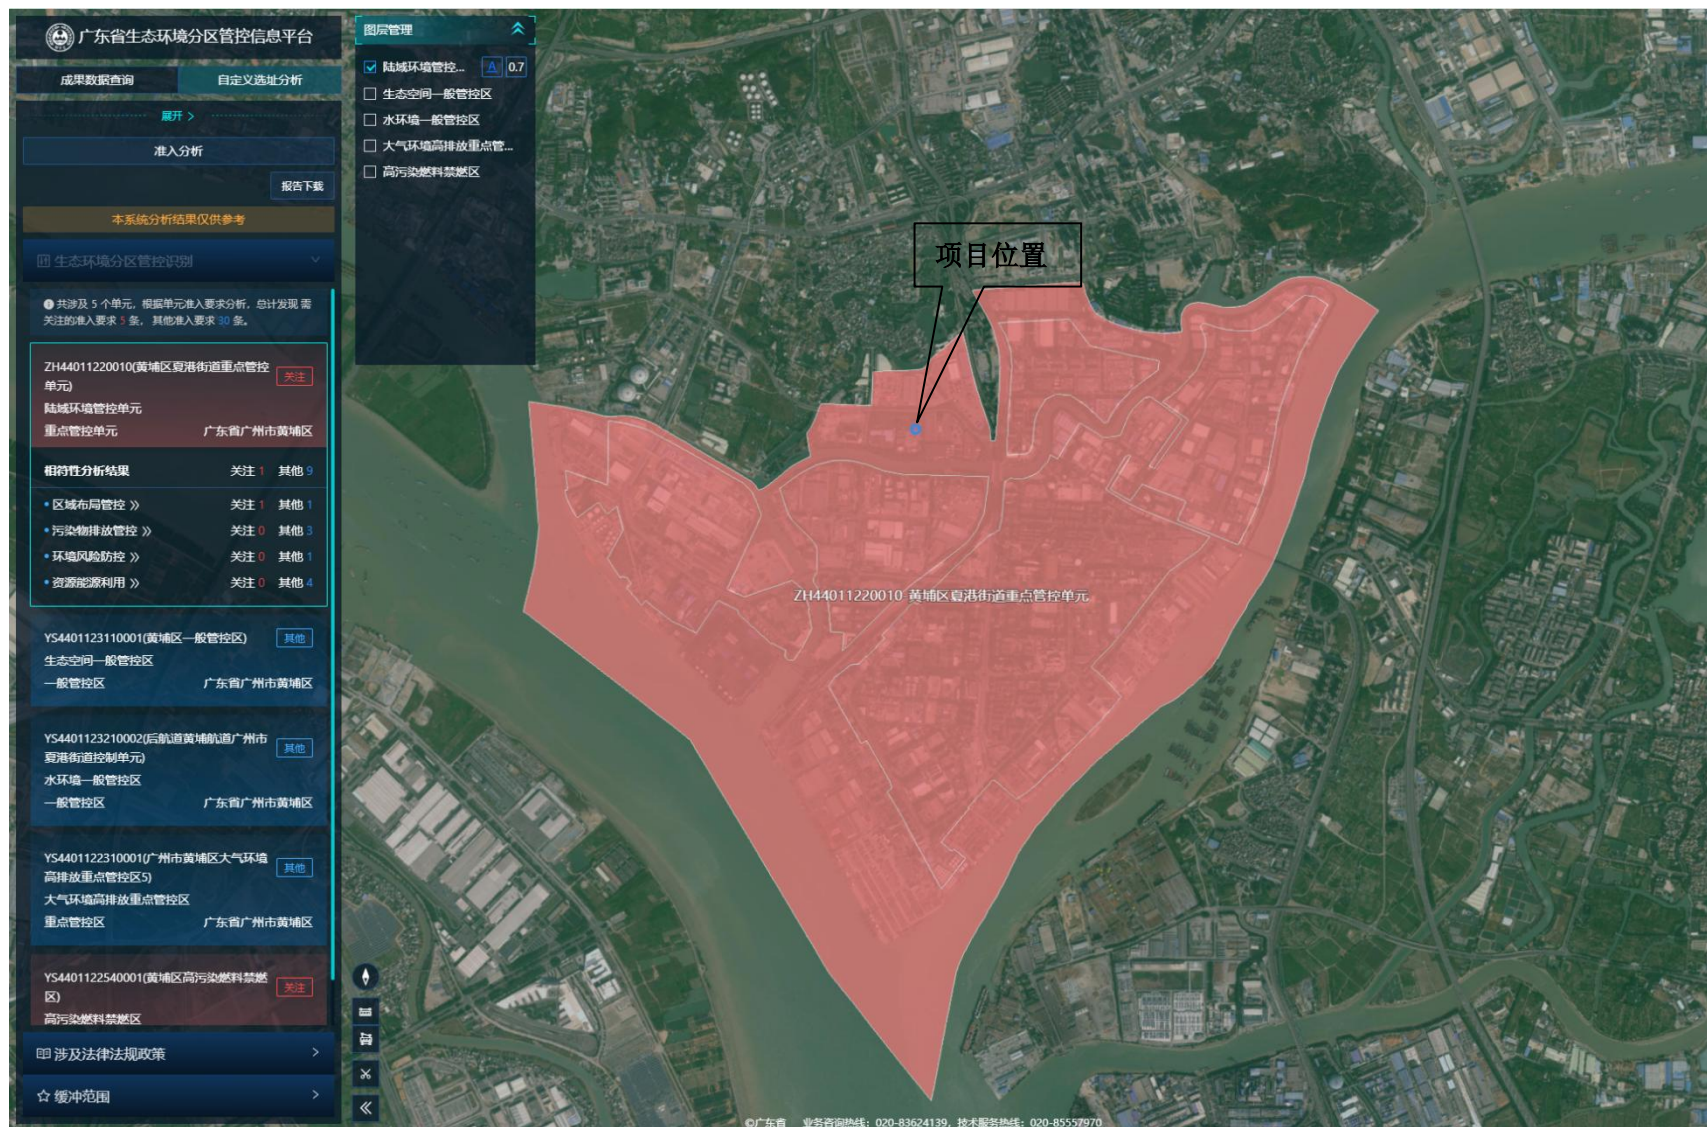 广东省生态环境分区管控信息平台
成果数据查询 自定义选址分析
展开 >
准入分析
报告下载
本系统分析结果仅供参考
生态环境分区管控识别
共涉及 5 个单元，根据单元准入要求分析，总计发现 需
关注的准入要求 5 条， 其他准入要求 30 条。
ZH44011220010(黄埔区夏港街道重点管控
单元)
关注
陆域环境管控单元
重点管控单元 广东省广州市黄埔区
相符性分析结果 关注 1 其他 9
• 区域布局管控 » 关注 1 其他 1
• 污染物排放管控 » 关注 0 其他 3
• 环境风险防控 » 关注 0 其他 1
• 资源能源利用 » 关注 0 其他 4
YS4401123110001(黄埔区一般管控区) 其他
生态空间一般管控区
一般管控区 广东省广州市黄埔区
YS4401123210002(后航道黄埔航道广州市
夏港街道控制单元)
其他
水环境一般管控区
一般管控区 广东省广州市黄埔区
YS4401122310001(广州市黄埔区大气环境
高排放重点管控区5)
其他
大气环境高排放重点管控区
重点管控区 广东省广州市黄埔区
YS4401122540001(黄埔区高污染燃料禁燃
区)
关注
高污染燃料禁燃区
涉及法律法规政策 >
缓冲范围 >
图层管理
陆域环境管控... A 0.7
生态空间一般管控区
水环境一般管控区
大气环境高排放重点管...
高污染燃料禁燃区
项目位置
ZH44011220010 黄埔区夏港街道重点管控单元
©广东省 业务咨询热线：020-83624139，技术服务热线：020-85557970